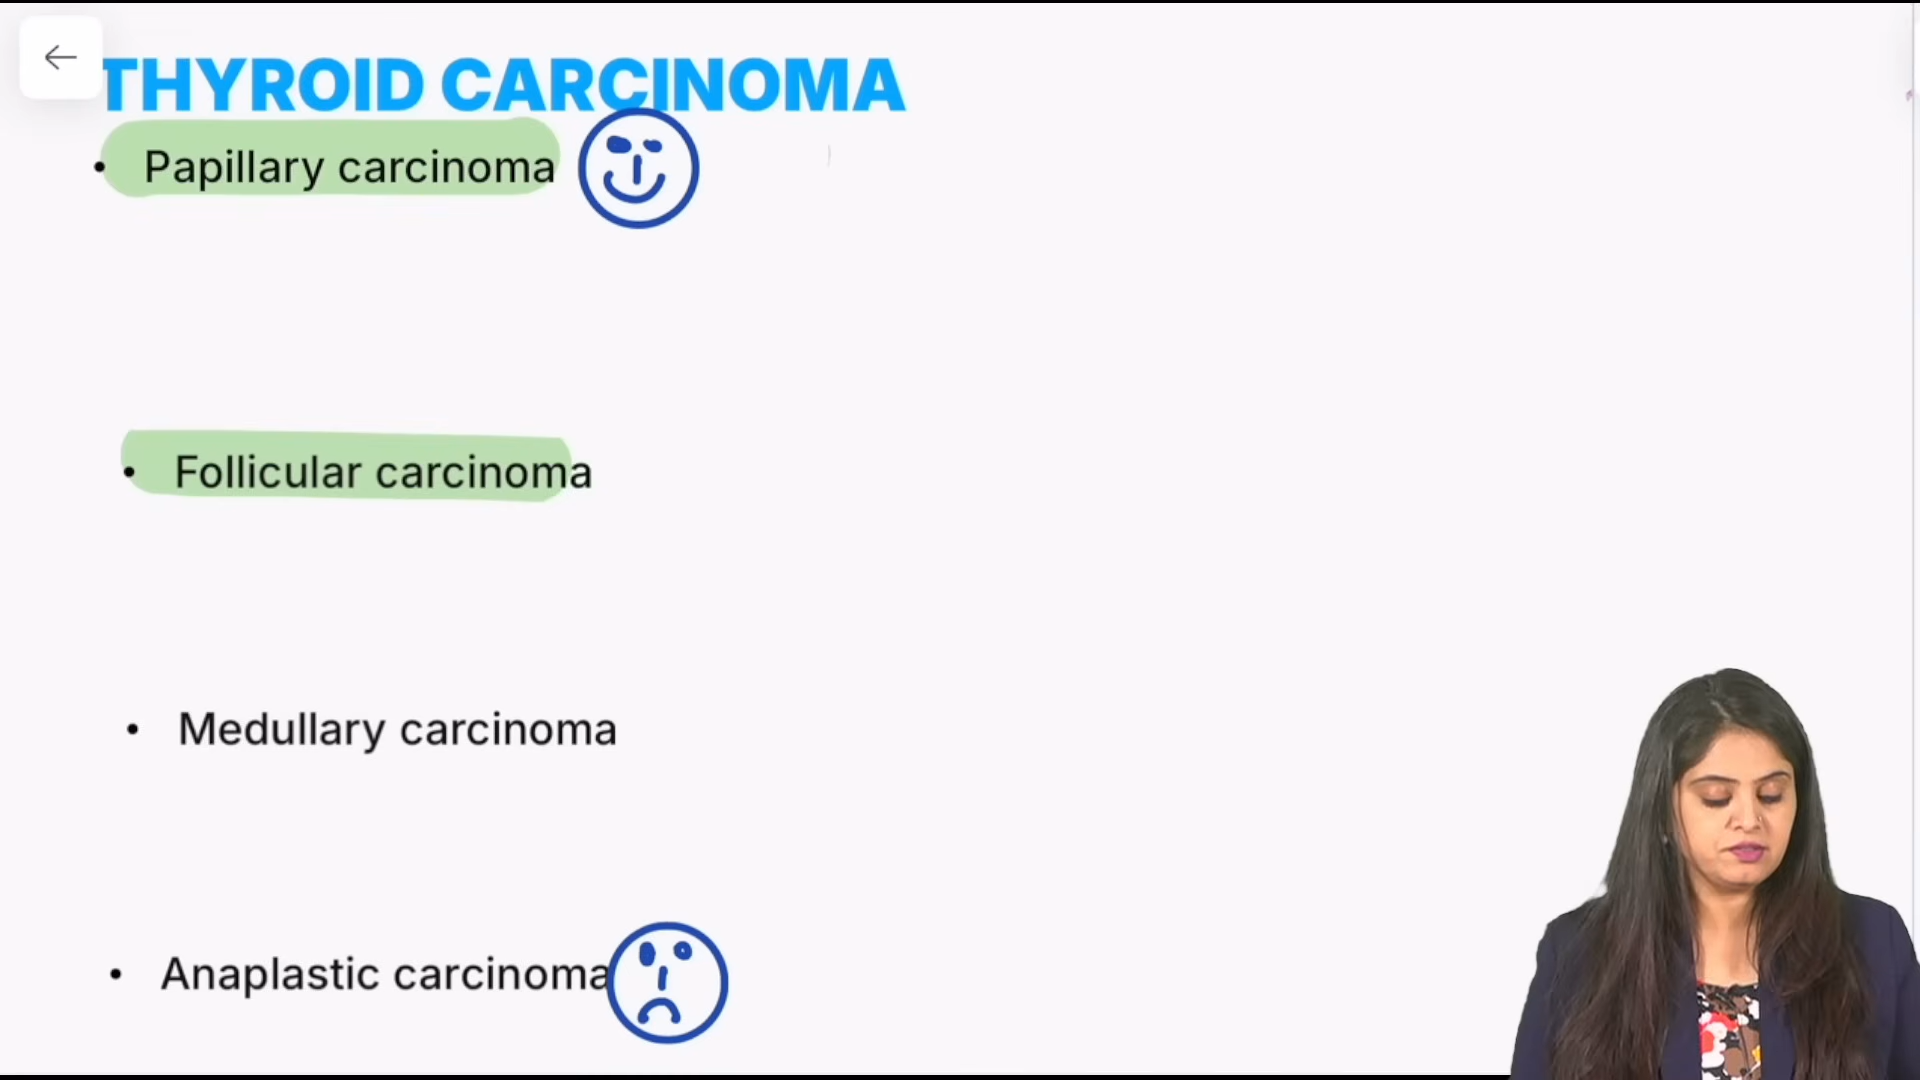 THYROID CARCINOMA
• Papillary carcinoma
• Follicular carcinoma
• Medullary carcinoma
• Anaplastic carcinoma